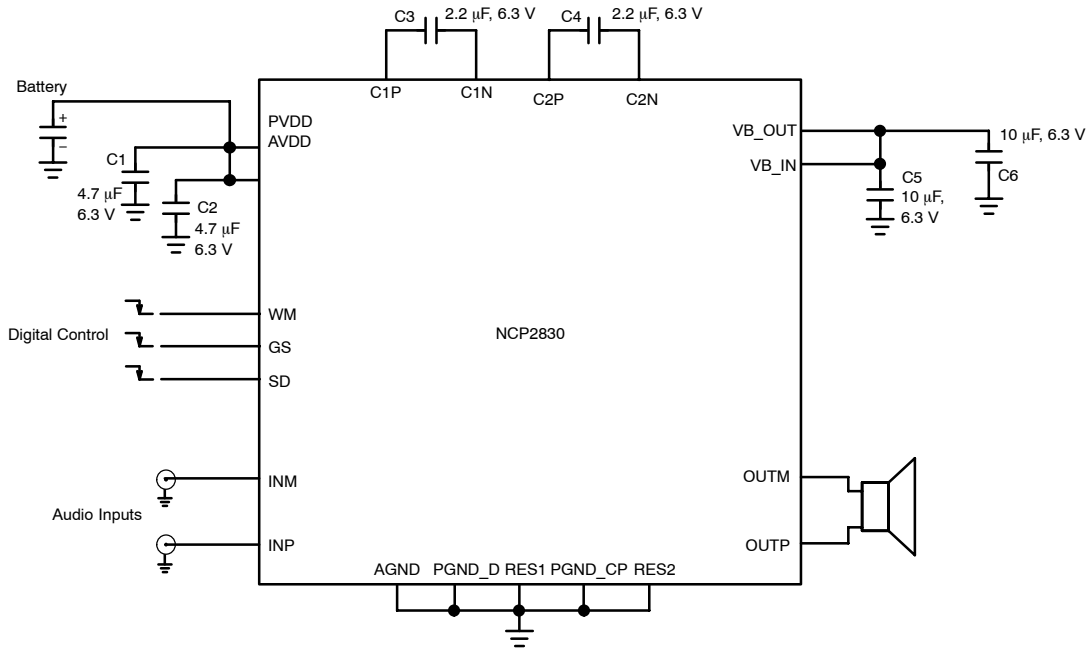 C3
2.2 µF, 6.3 V
C4
2.2 µF, 6.3 V
C1P
C1N
C2P
C2N
Battery
+
−
PVDD
AVDD
C1
4.7 µF
6.3 V
C2
4.7 µF
6.3 V
VB_OUT
VB_IN
10 µF, 6.3 V
C6
C5
10 µF,
6.3 V
Digital Control
WM
GS
SD
NCP2830
Audio Inputs
INM
INP
OUTM
OUTP
AGND
PGND_D
RES1
PGND_CP
RES2